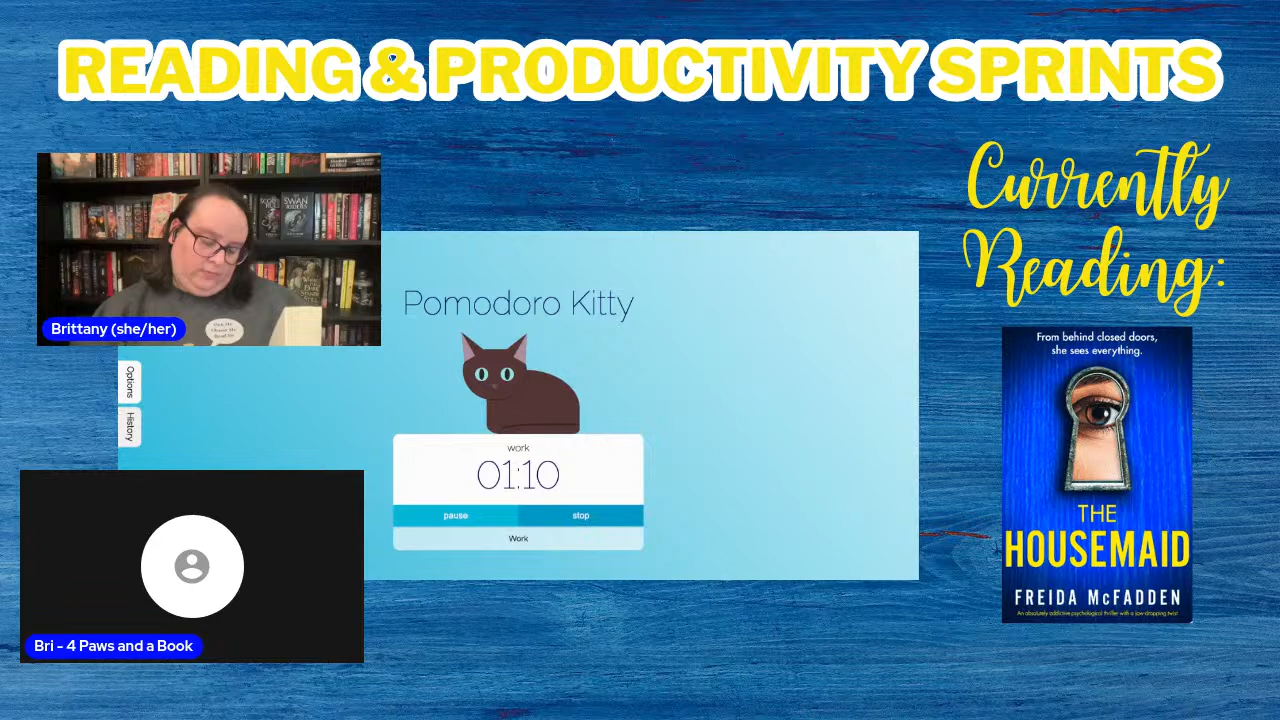 READING & PRODUCTIVITY SPRINTS
Currently
Reading:
Brittany (she/her)
Pomodoro Kitty
Options
History
work
01:10
pause stop
Work
Bri - 4 Paws and a Book
From behind closed doors,
she sees everything.
THE
HOUSEMAID
FREIDA McFADDEN
An absolutely addictive psychological thriller with a jaw-dropping twist